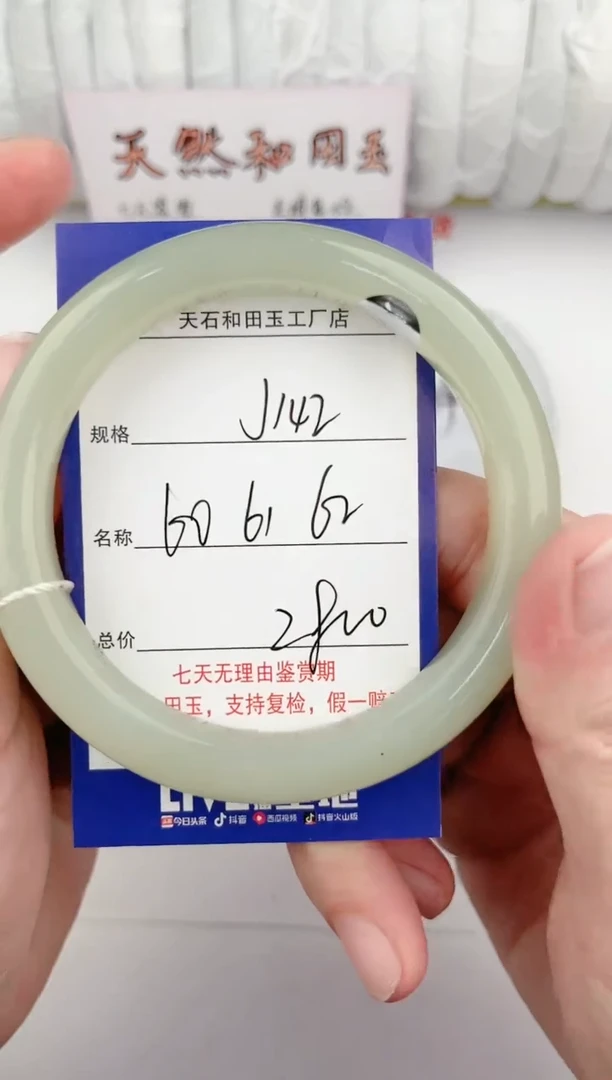 天然和田玉
天石和田玉工厂店
规格 J142
名称 60 61 62
总价 2800
七天无理由鉴赏期
田玉，支持复检，假一赔
今日头条 抖音 西瓜视频 抖音火山版